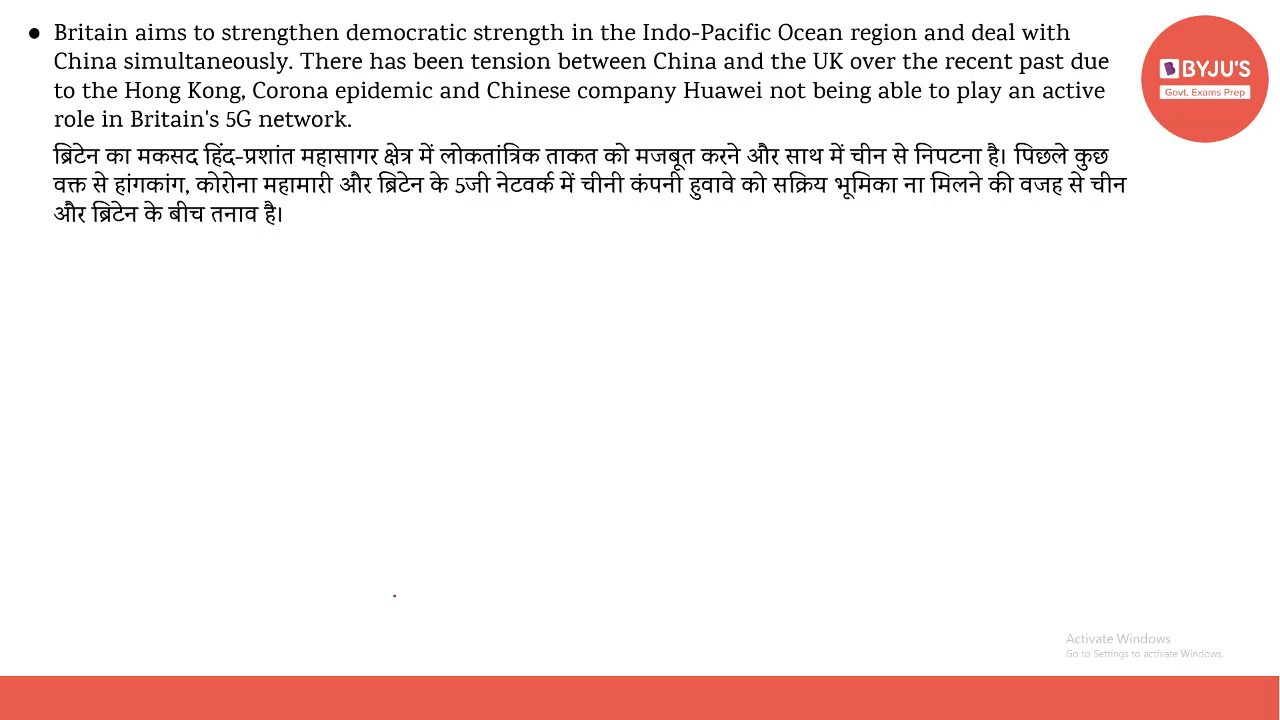 ● Britain aims to strengthen democratic strength in the Indo-Pacific Ocean region and deal with
China simultaneously. There has been tension between China and the UK over the recent past due
to the Hong Kong, Corona epidemic and Chinese company Huawei not being able to play an active
role in Britain's 5G network.
ब्रिटेन का मकसद हिंद-प्रशांत महासागर क्षेत्र में लोकतांत्रिक ताकत को मजबूत करने और साथ में चीन से निपटना है। पिछले कुछ
वक्त से हांगकांग, कोरोना महामारी और ब्रिटेन के 5जी नेटवर्क में चीनी कंपनी हुवावे को सक्रिय भूमिका ना मिलने की वजह से चीन
और ब्रिटेन के बीच तनाव है।
BYJU'S
Govt. Exams Prep
Activate Windows
Go to Settings to activate Windows.